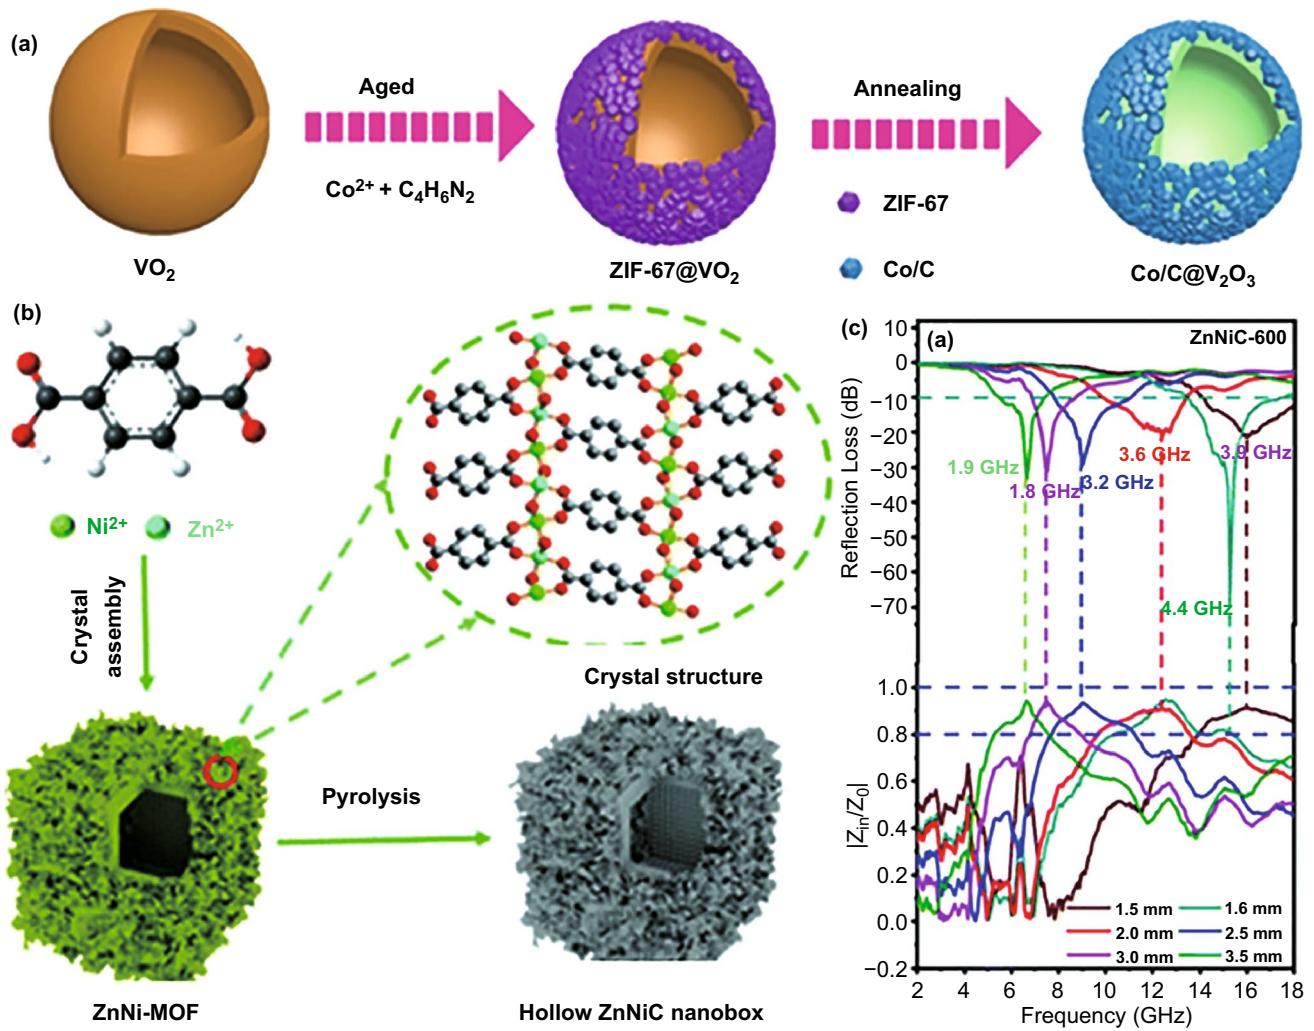 (a)
Aged
Annealing
Co2+ + C4H6N2
ZIF-67
Co/C
VO2
ZIF-67@VO2
Co/C@V2O3
(b)
Ni2+
Zn2+
Crystal
assembly
Crystal structure
Pyrolysis
ZnNi-MOF
Hollow ZnNiC nanobox
(c)
(a)
ZnNiC-600
10
0
−10
−20
−30
−40
−50
−60
−70
Reflection Loss (dB)
1.9 GHz
1.8 GHz
3.2 GHz
3.6 GHz
3.9 GHz
4.4 GHz
1.0
0.8
0.6
0.4
0.2
0.0
−0.2
|Zin/Z0|
1.5 mm
1.6 mm
2.0 mm
2.5 mm
3.0 mm
3.5 mm
2 4 6 8 10 12 14 16 18
Frequency (GHz)